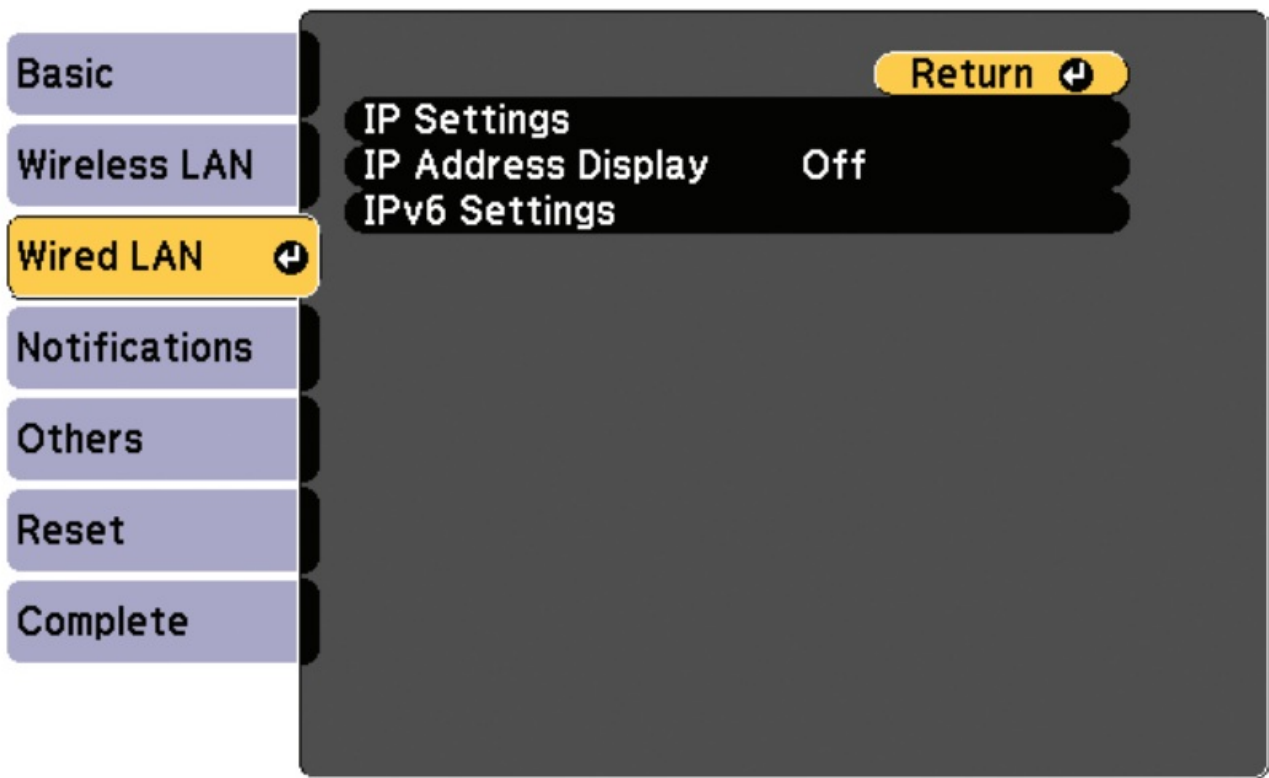 Basic
Wireless LAN
Wired LAN
Notifications
Others
Reset
Complete
Return
IP Settings
IP Address Display Off
IPv6 Settings